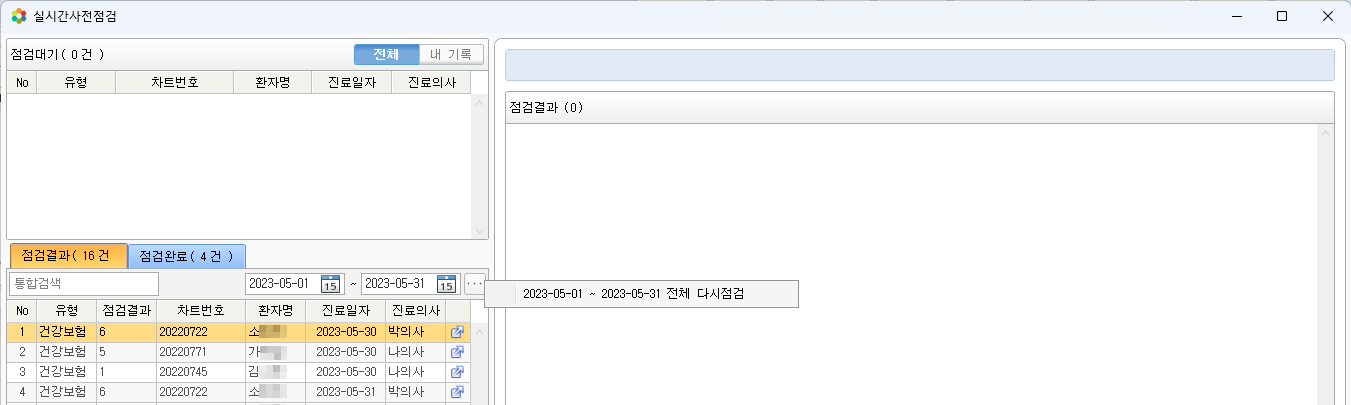 실시간사전점검
점검대기( 0 건 )
전체
내 기록
No 유형 차트번호 환자명 진료일자 진료의사
점검결과 (0)
점검결과( 16 건
점검완료( 4 건 )
통합검색
2023-05-01 15 ~ 2023-05-31 15 ...
2023-05-01 ~ 2023-05-31 전체 다시점검
No 유형 점검결과 차트번호 환자명 진료일자 진료의사
1 건강보험 6 20220722 소 2023-05-30 박의사
2 건강보험 5 20220771 가 2023-05-30 나의사
3 건강보험 1 20220745 김 2023-05-30 나의사
4 건강보험 6 20220722 소 2023-05-31 박의사